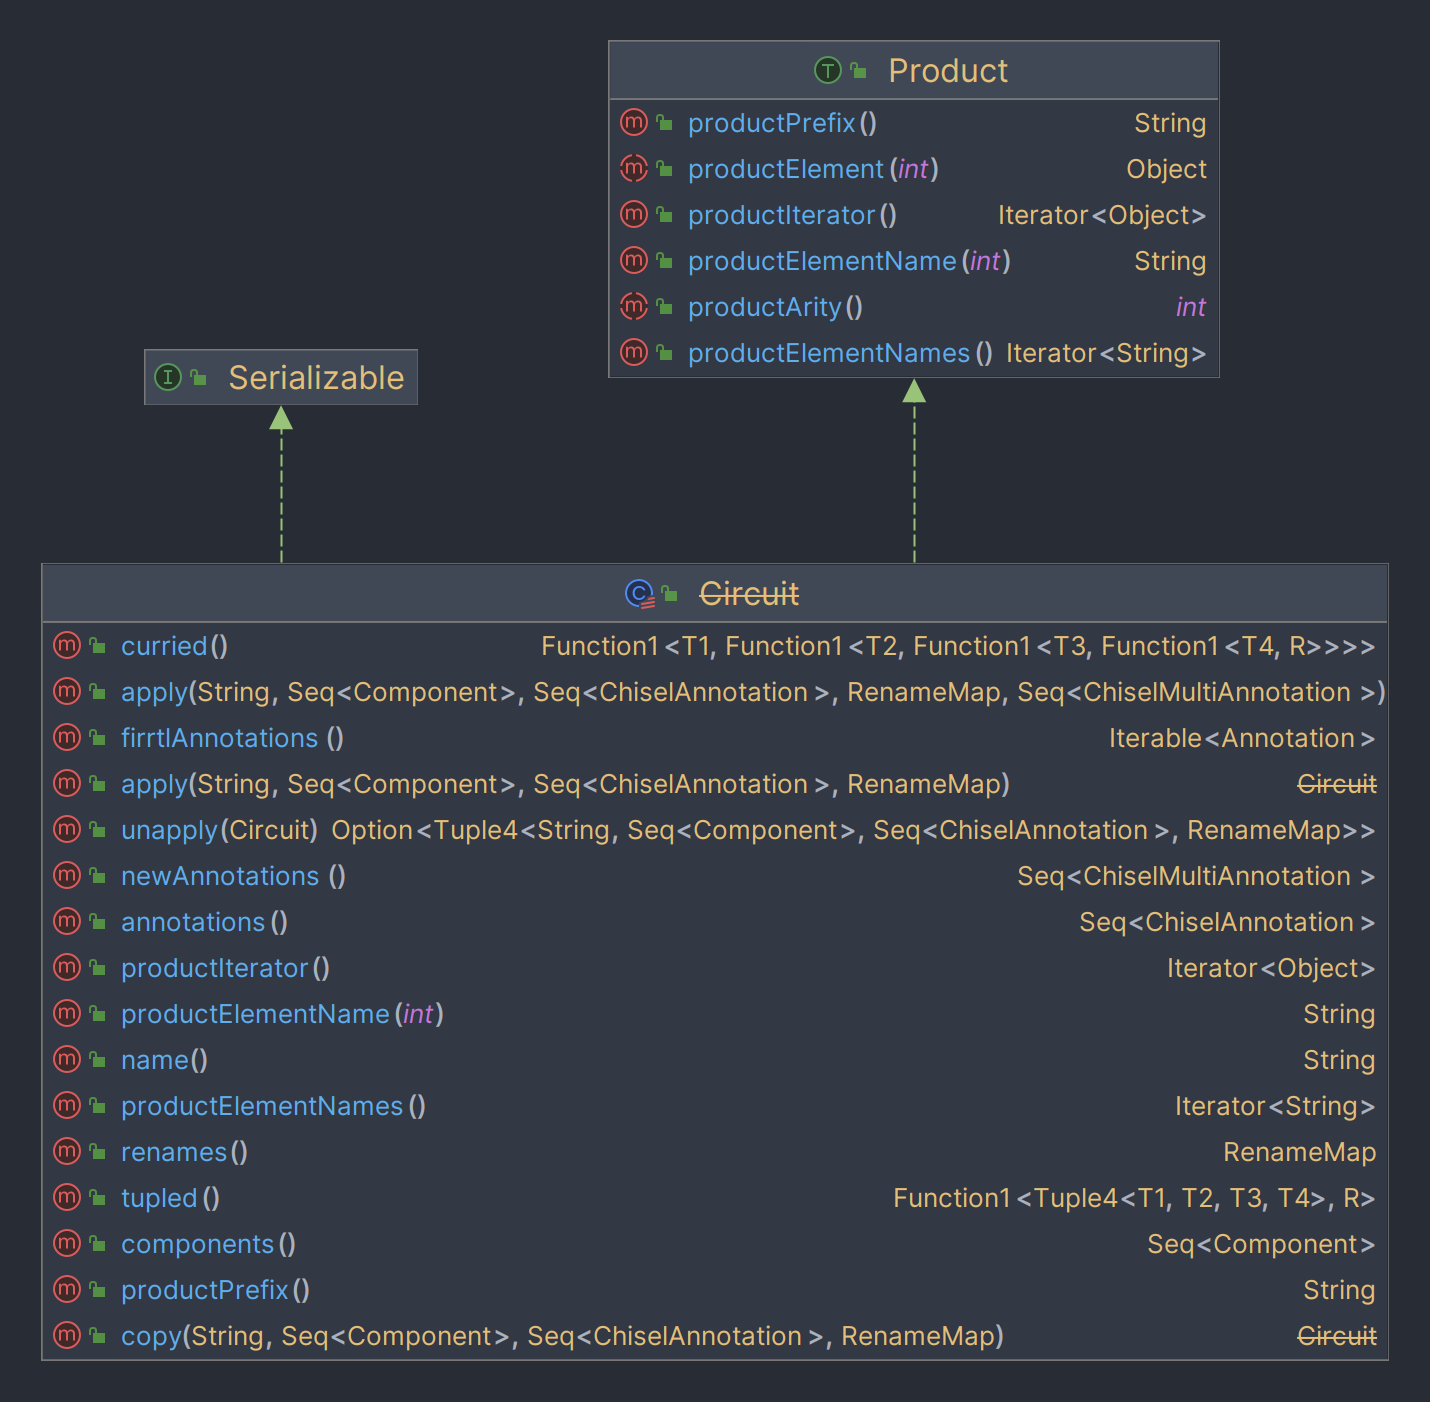 Product
productPrefix() String
productElement(int) Object
productIterator() Iterator<Object>
productElementName(int) String
productArity() int
productElementNames() Iterator<String>
Serializable
Circuit
curried() Function1<T1, Function1<T2, Function1<T3, Function1<T4, R>>>>
apply(String, Seq<Component>, Seq<ChiselAnnotation>, RenameMap, Seq<ChiselMultiAnnotation>)
firrtlAnnotations() Iterable<Annotation>
apply(String, Seq<Component>, Seq<ChiselAnnotation>, RenameMap) Circuit
unapply(Circuit) Option<Tuple4<String, Seq<Component>, Seq<ChiselAnnotation>, RenameMap>>
newAnnotations() Seq<ChiselMultiAnnotation>
annotations() Seq<ChiselAnnotation>
productIterator() Iterator<Object>
productElementName(int) String
name() String
productElementNames() Iterator<String>
renames() RenameMap
tupled() Function1<Tuple4<T1, T2, T3, T4>, R>
components() Seq<Component>
productPrefix() String
copy(String, Seq<Component>, Seq<ChiselAnnotation>, RenameMap) Circuit